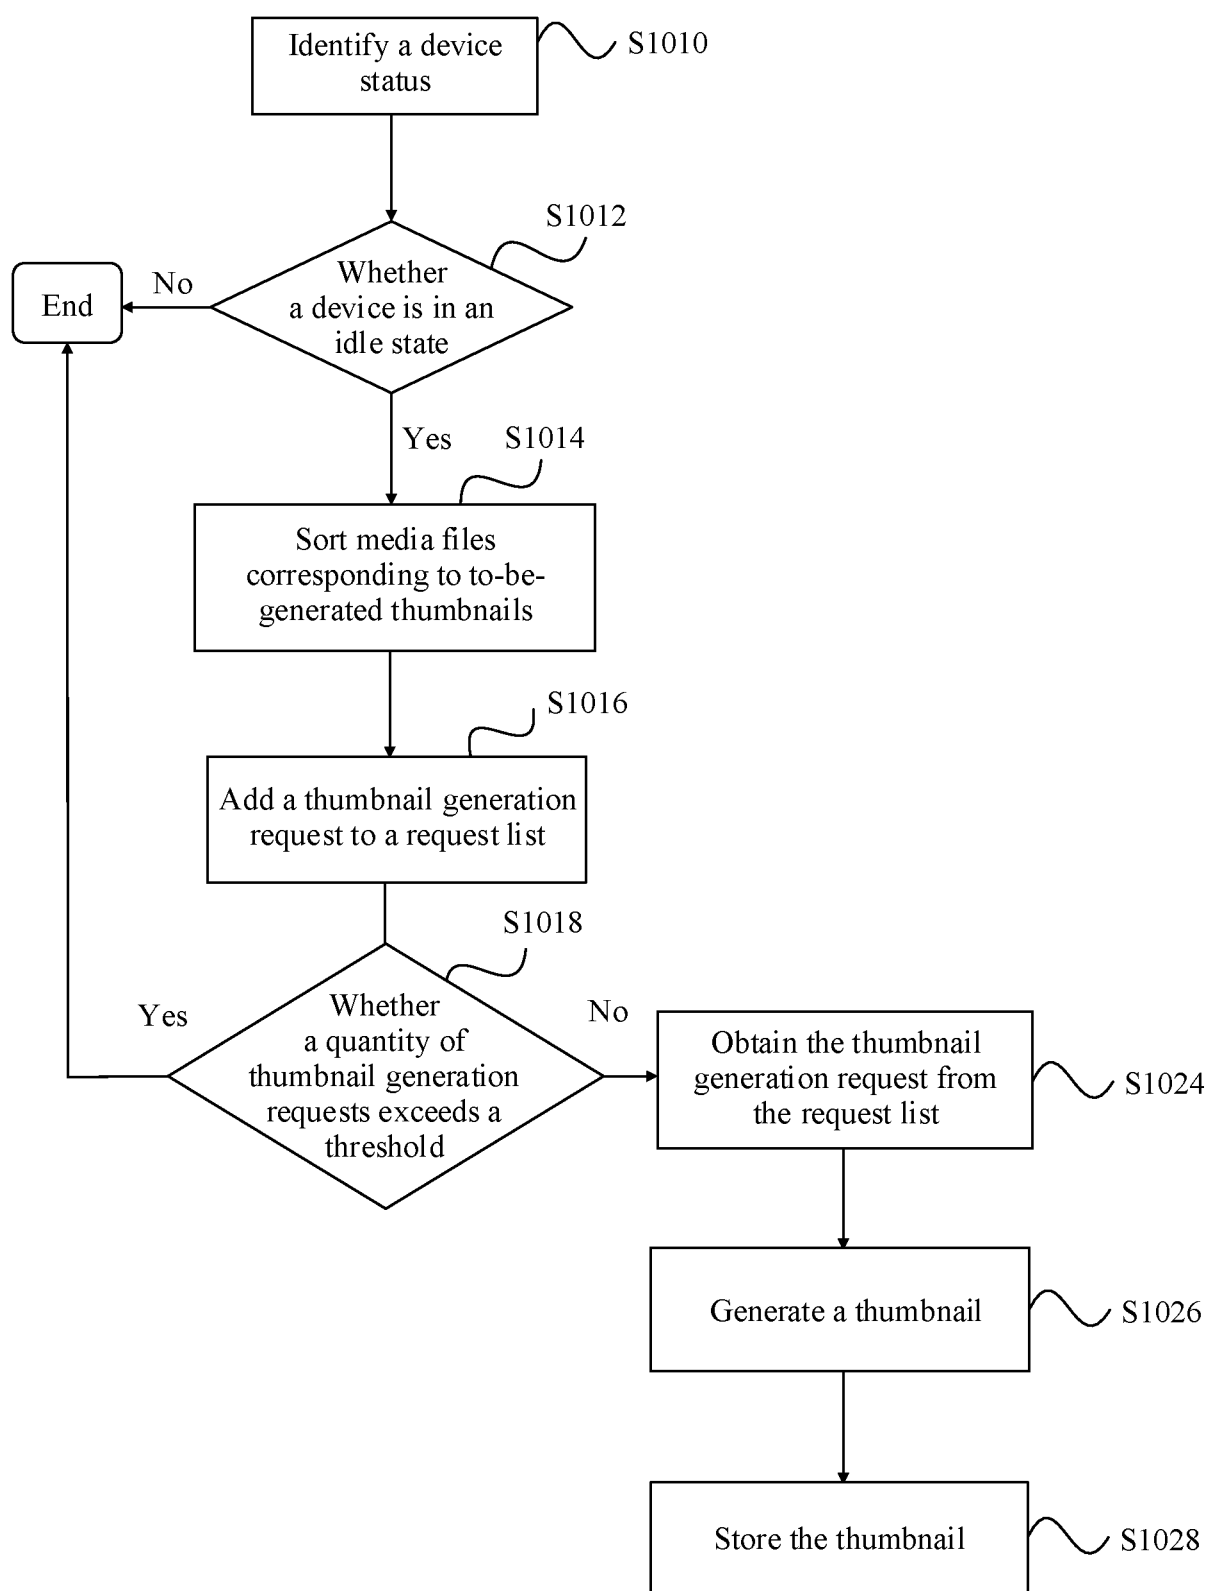 Identify a device
status
S1010
S1012
Whether
a device is in an
idle state
No
End
Yes
S1014
Sort media files
corresponding to to-be-
generated thumbnails
S1016
Add a thumbnail generation
request to a request list
S1018
Whether
a quantity of
thumbnail generation
requests exceeds a
threshold
Yes
No
Obtain the thumbnail
generation request from
the request list
S1024
Generate a thumbnail
S1026
Store the thumbnail
S1028